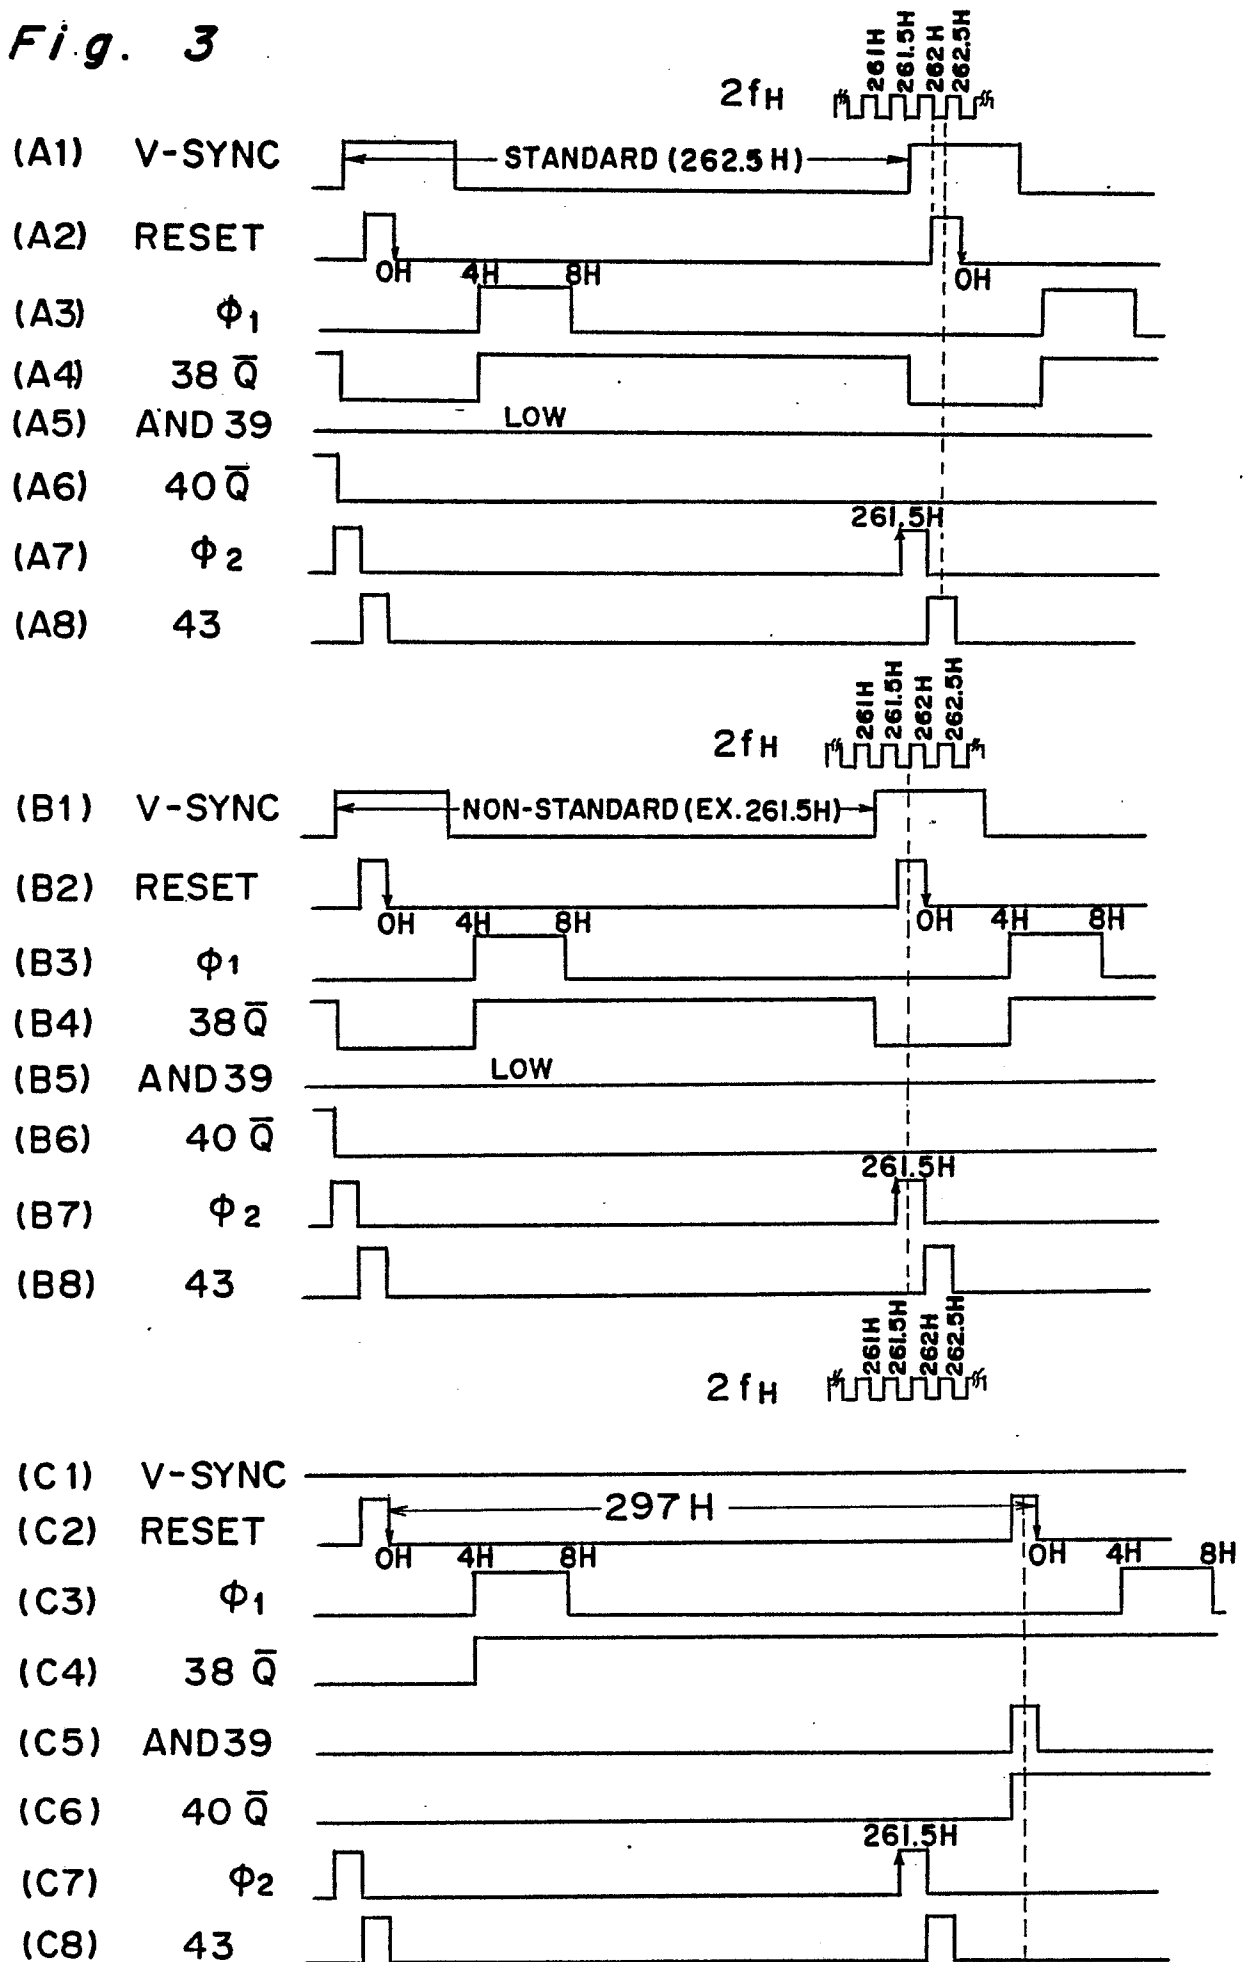 Fig. 3
261H 261.5H 262H 262.5H
2fH
(A1) V-SYNC STANDARD (262.5H)
(A2) RESET
0H 4H 8H 0H
(A3) ϕ1
(A4) 38 Q̅
(A5) AND 39 LOW
(A6) 40 Q̅
261.5H
(A7) ϕ2
(A8) 43
261H 261.5H 262H 262.5H
2fH
(B1) V-SYNC NON-STANDARD (EX. 261.5H)
(B2) RESET
0H 4H 8H 0H 4H 8H
(B3) ϕ1
(B4) 38 Q̅
(B5) AND 39 LOW
(B6) 40 Q̅
261.5H
(B7) ϕ2
(B8) 43
261H 261.5H 262H 262.5H
2fH
(C1) V-SYNC
297H
(C2) RESET
0H 4H 8H 0H 4H 8H
(C3) ϕ1
(C4) 38 Q̅
(C5) AND39
(C6) 40 Q̅
261.5H
(C7) ϕ2
(C8) 43